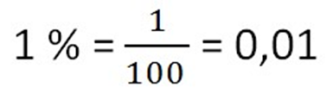 1 % = 1/100 = 0,01